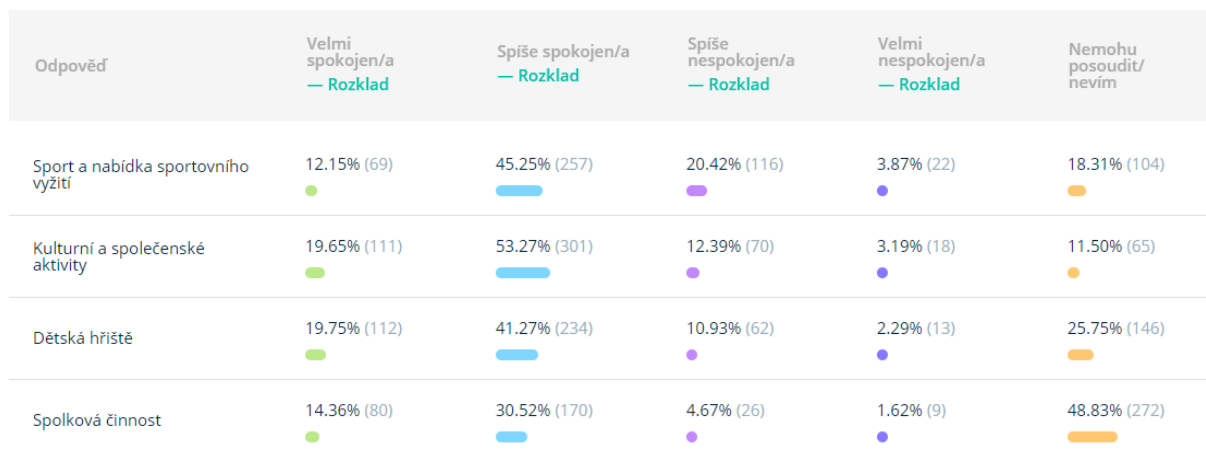 Odpověď
Velmi
spokojen/a
— Rozklad
Spíše spokojen/a
— Rozklad
Spíše
nespokojen/a
— Rozklad
Velmi
nespokojen/a
— Rozklad
Nemohu
posoudit/
nevím
Sport a nabídka sportovního
vyžití
12.15% (69)
45.25% (257)
20.42% (116)
3.87% (22)
18.31% (104)
Kulturní a společenské
aktivity
19.65% (111)
53.27% (301)
12.39% (70)
3.19% (18)
11.50% (65)
Dětská hřiště
19.75% (112)
41.27% (234)
10.93% (62)
2.29% (13)
25.75% (146)
Spolková činnost
14.36% (80)
30.52% (170)
4.67% (26)
1.62% (9)
48.83% (272)